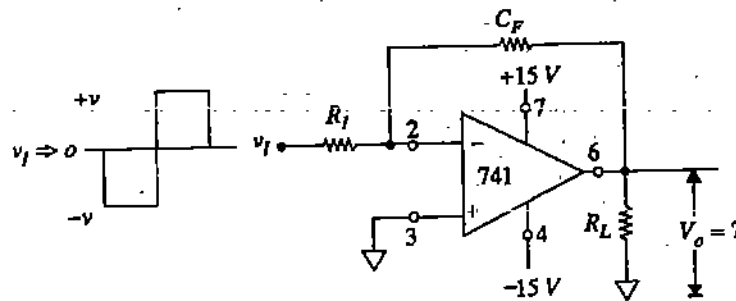 C_F
+15 V
+v
7
R_i
2
v_I ⇒ o
v_I
−
6
741
−v
+
3
4
R_L
V_o = ?
−15 V